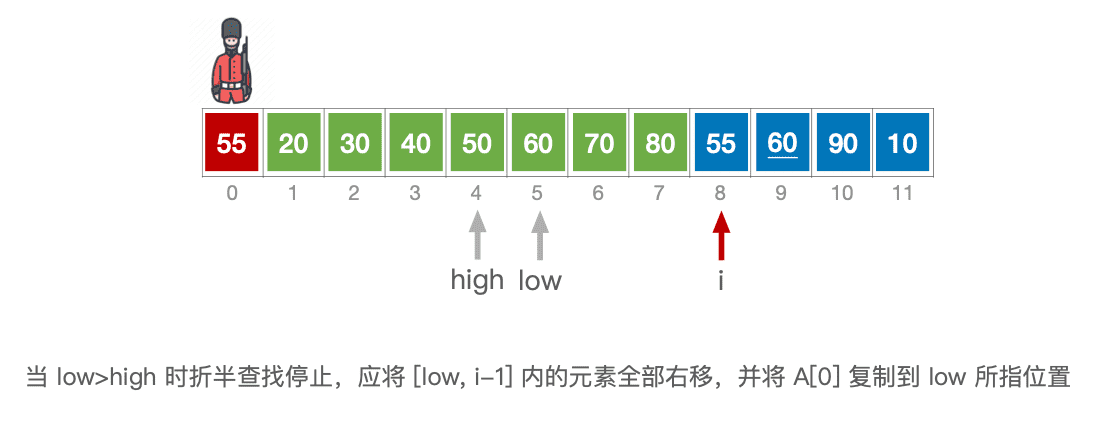 55 20 30 40 50 60 70 80 55 60 90 10
0 1 2 3 4 5 6 7 8 9 10 11
high low i
当 low>high 时折半查找停止，应将 [low, i-1] 内的元素全部右移，并将 A[0] 复制到 low 所指位置